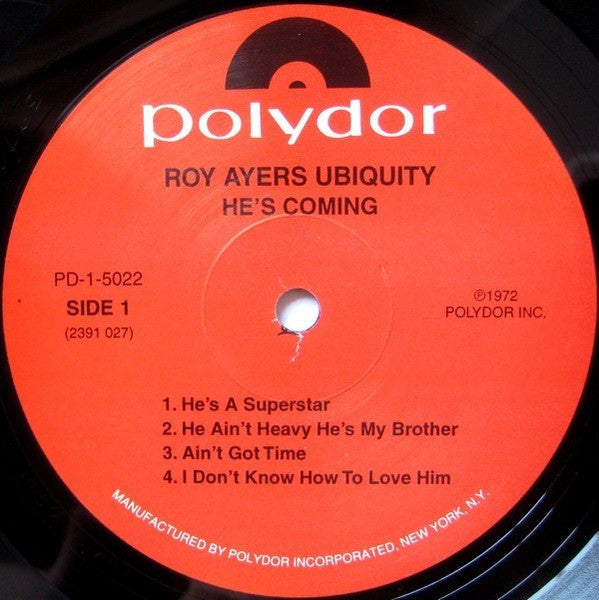 polydor
ROY AYERS UBIQUITY
HE'S COMING
PD-1-5022
SIDE 1
(2391 027)
℗1972
POLYDOR INC.
1. He's A Superstar
2. He Ain't Heavy He's My Brother
3. Ain't Got Time
4. I Don't Know How To Love Him
MANUFACTURED BY POLYDOR INCORPORATED, NEW YORK, N.Y.